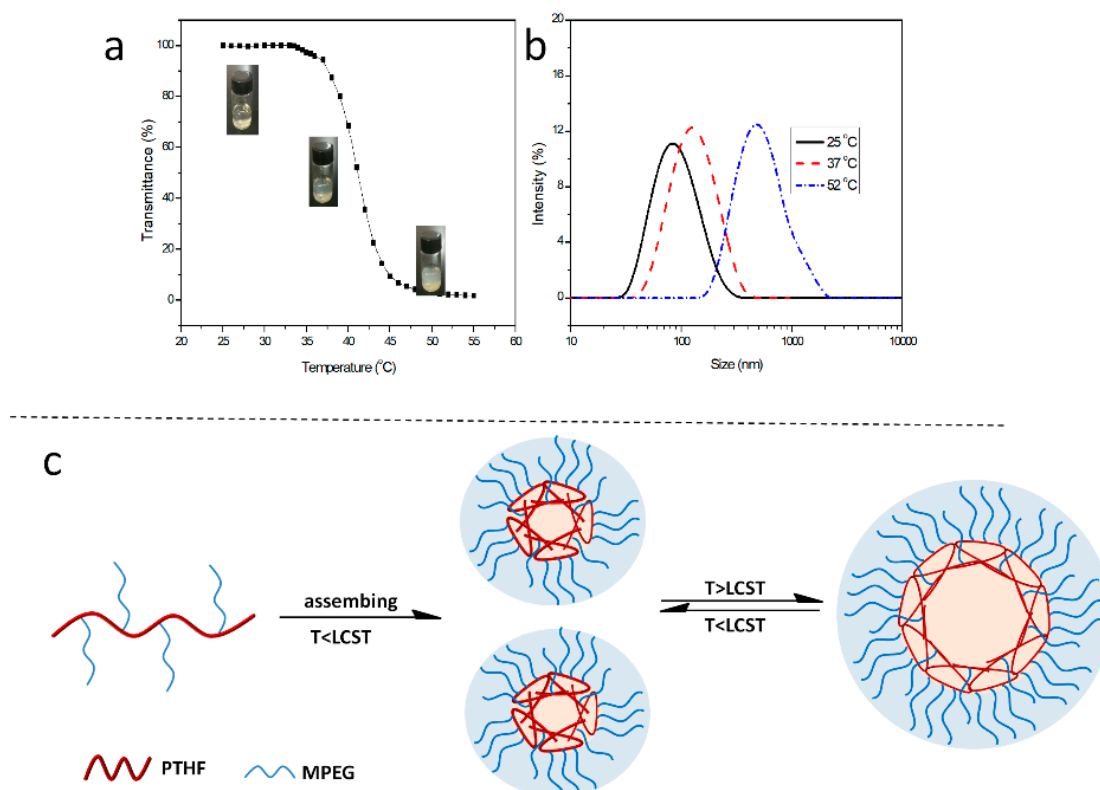 a
100
80
60
40
20
0
Transmittance (%)
20 25 30 35 40 45 50 55 60
Temperature (°C)
b
20
16
12
8
4
0
Intensity (%)
25 °C
37 °C
52 °C
10 100 1000 10000
Size (nm)
c
assembing
T<LCST
T>LCST
T<LCST
PTHF
MPEG